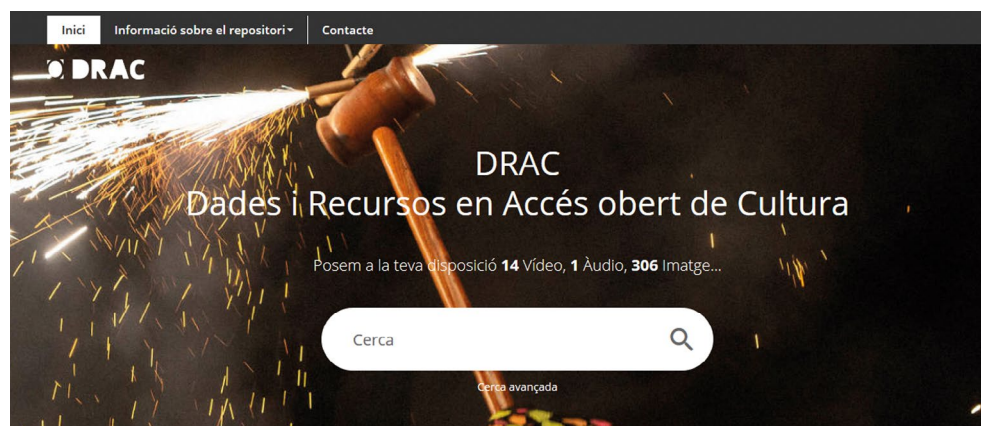 Inici Informació sobre el repositori Contacte
DRAC
DRAC
Dades i Recursos en Accés obert de Cultura
Posem a la teva disposició 14 Vídeo, 1 Àudio, 306 Imatge...
Cerca
Cerca avançada